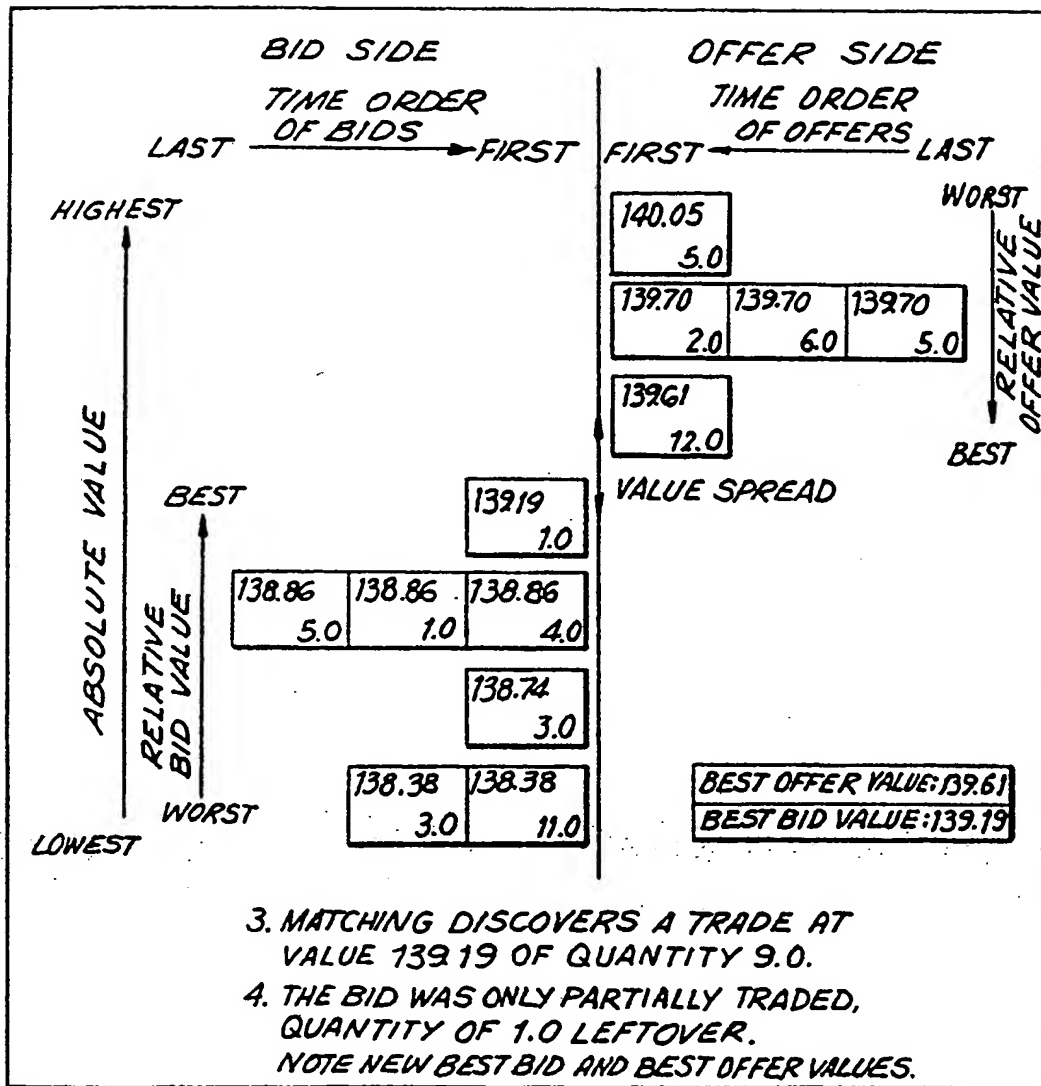 BID SIDE
OFFER SIDE
TIME ORDER
OF BIDS
TIME ORDER
OF OFFERS
LAST
FIRST
FIRST
LAST
HIGHEST
WORST
140.05
5.0
139.70 139.70 139.70
2.0 6.0 5.0
RELATIVE
OFFER VALUE
139.61
12.0
BEST
ABSOLUTE VALUE
BEST
139.19
1.0
VALUE SPREAD
138.86 138.86 138.86
5.0 1.0 4.0
RELATIVE
BID VALUE
138.74
3.0
138.38 138.38
3.0 11.0
WORST
LOWEST
BEST OFFER VALUE:139.61
BEST BID VALUE:139.19
3. MATCHING DISCOVERS A TRADE AT
VALUE 139.19 OF QUANTITY 9.0.
4. THE BID WAS ONLY PARTIALLY TRADED,
QUANTITY OF 1.0 LEFTOVER.
NOTE NEW BEST BID AND BEST OFFER VALUES.